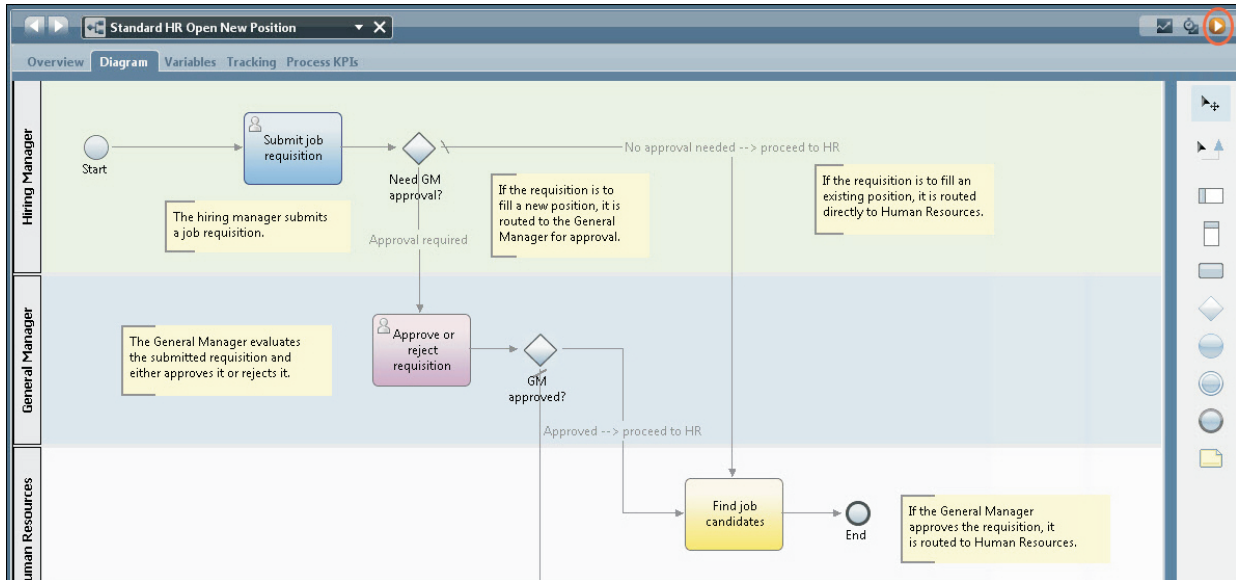 Standard HR Open New Position
Overview
Diagram
Variables
Tracking
Process KPIs
Hiring Manager
Start
Submit job
requisition
Need GM
approval?
No approval needed --> proceed to HR
The hiring manager submits
a job requisition.
If the requisition is to
fill a new position, it is
routed to the General
Manager for approval.
If the requisition is to fill an
existing position, it is routed
directly to Human Resources.
Approval required
General Manager
The General Manager evaluates
the submitted requisition and
either approves it or rejects it.
Approve or
reject
requisition
GM
approved?
Approved --> proceed to HR
uman Resources
Find job
candidates
End
If the General Manager
approves the requisition, it
is routed to Human Resources.